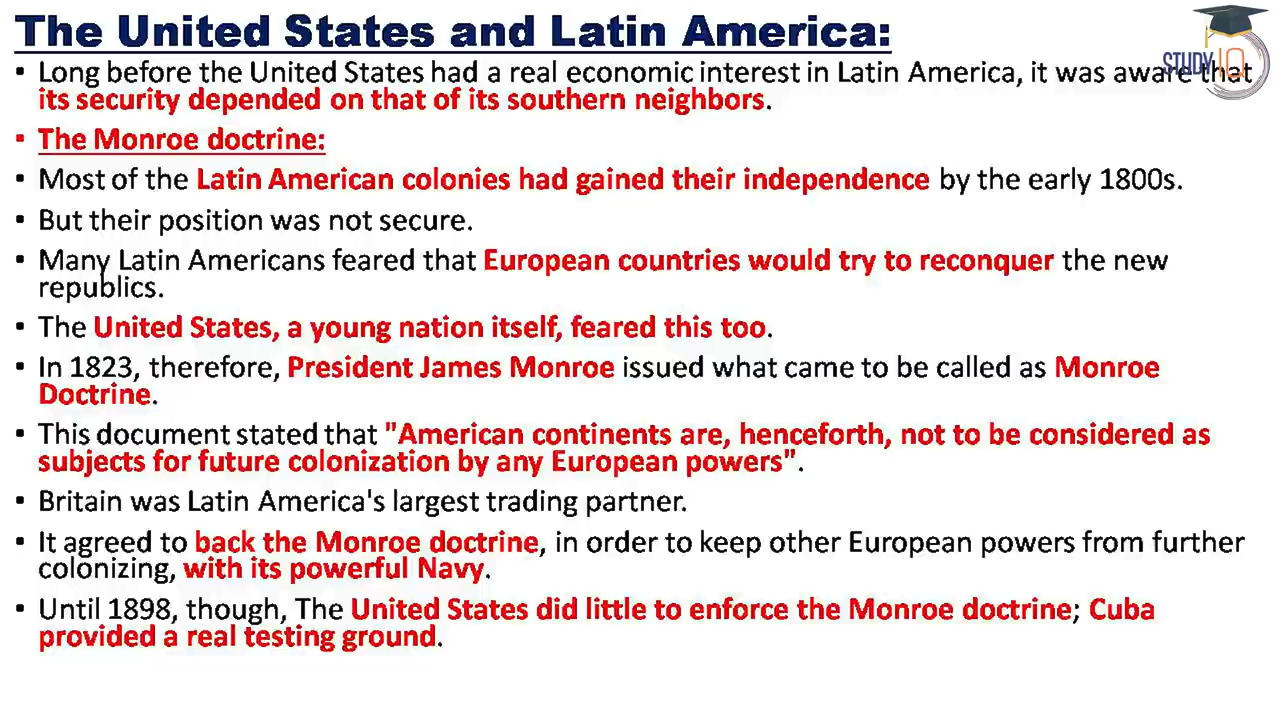 The United States and Latin America:
STUDY IQ
• Long before the United States had a real economic interest in Latin America, it was aware that
its security depended on that of its southern neighbors.
• The Monroe doctrine:
• Most of the Latin American colonies had gained their independence by the early 1800s.
• But their position was not secure.
• Many Latin Americans feared that European countries would try to reconquer the new
republics.
• The United States, a young nation itself, feared this too.
• In 1823, therefore, President James Monroe issued what came to be called as Monroe
Doctrine.
• This document stated that "American continents are, henceforth, not to be considered as
subjects for future colonization by any European powers".
• Britain was Latin America's largest trading partner.
• It agreed to back the Monroe doctrine, in order to keep other European powers from further
colonizing, with its powerful Navy.
• Until 1898, though, The United States did little to enforce the Monroe doctrine; Cuba
provided a real testing ground.